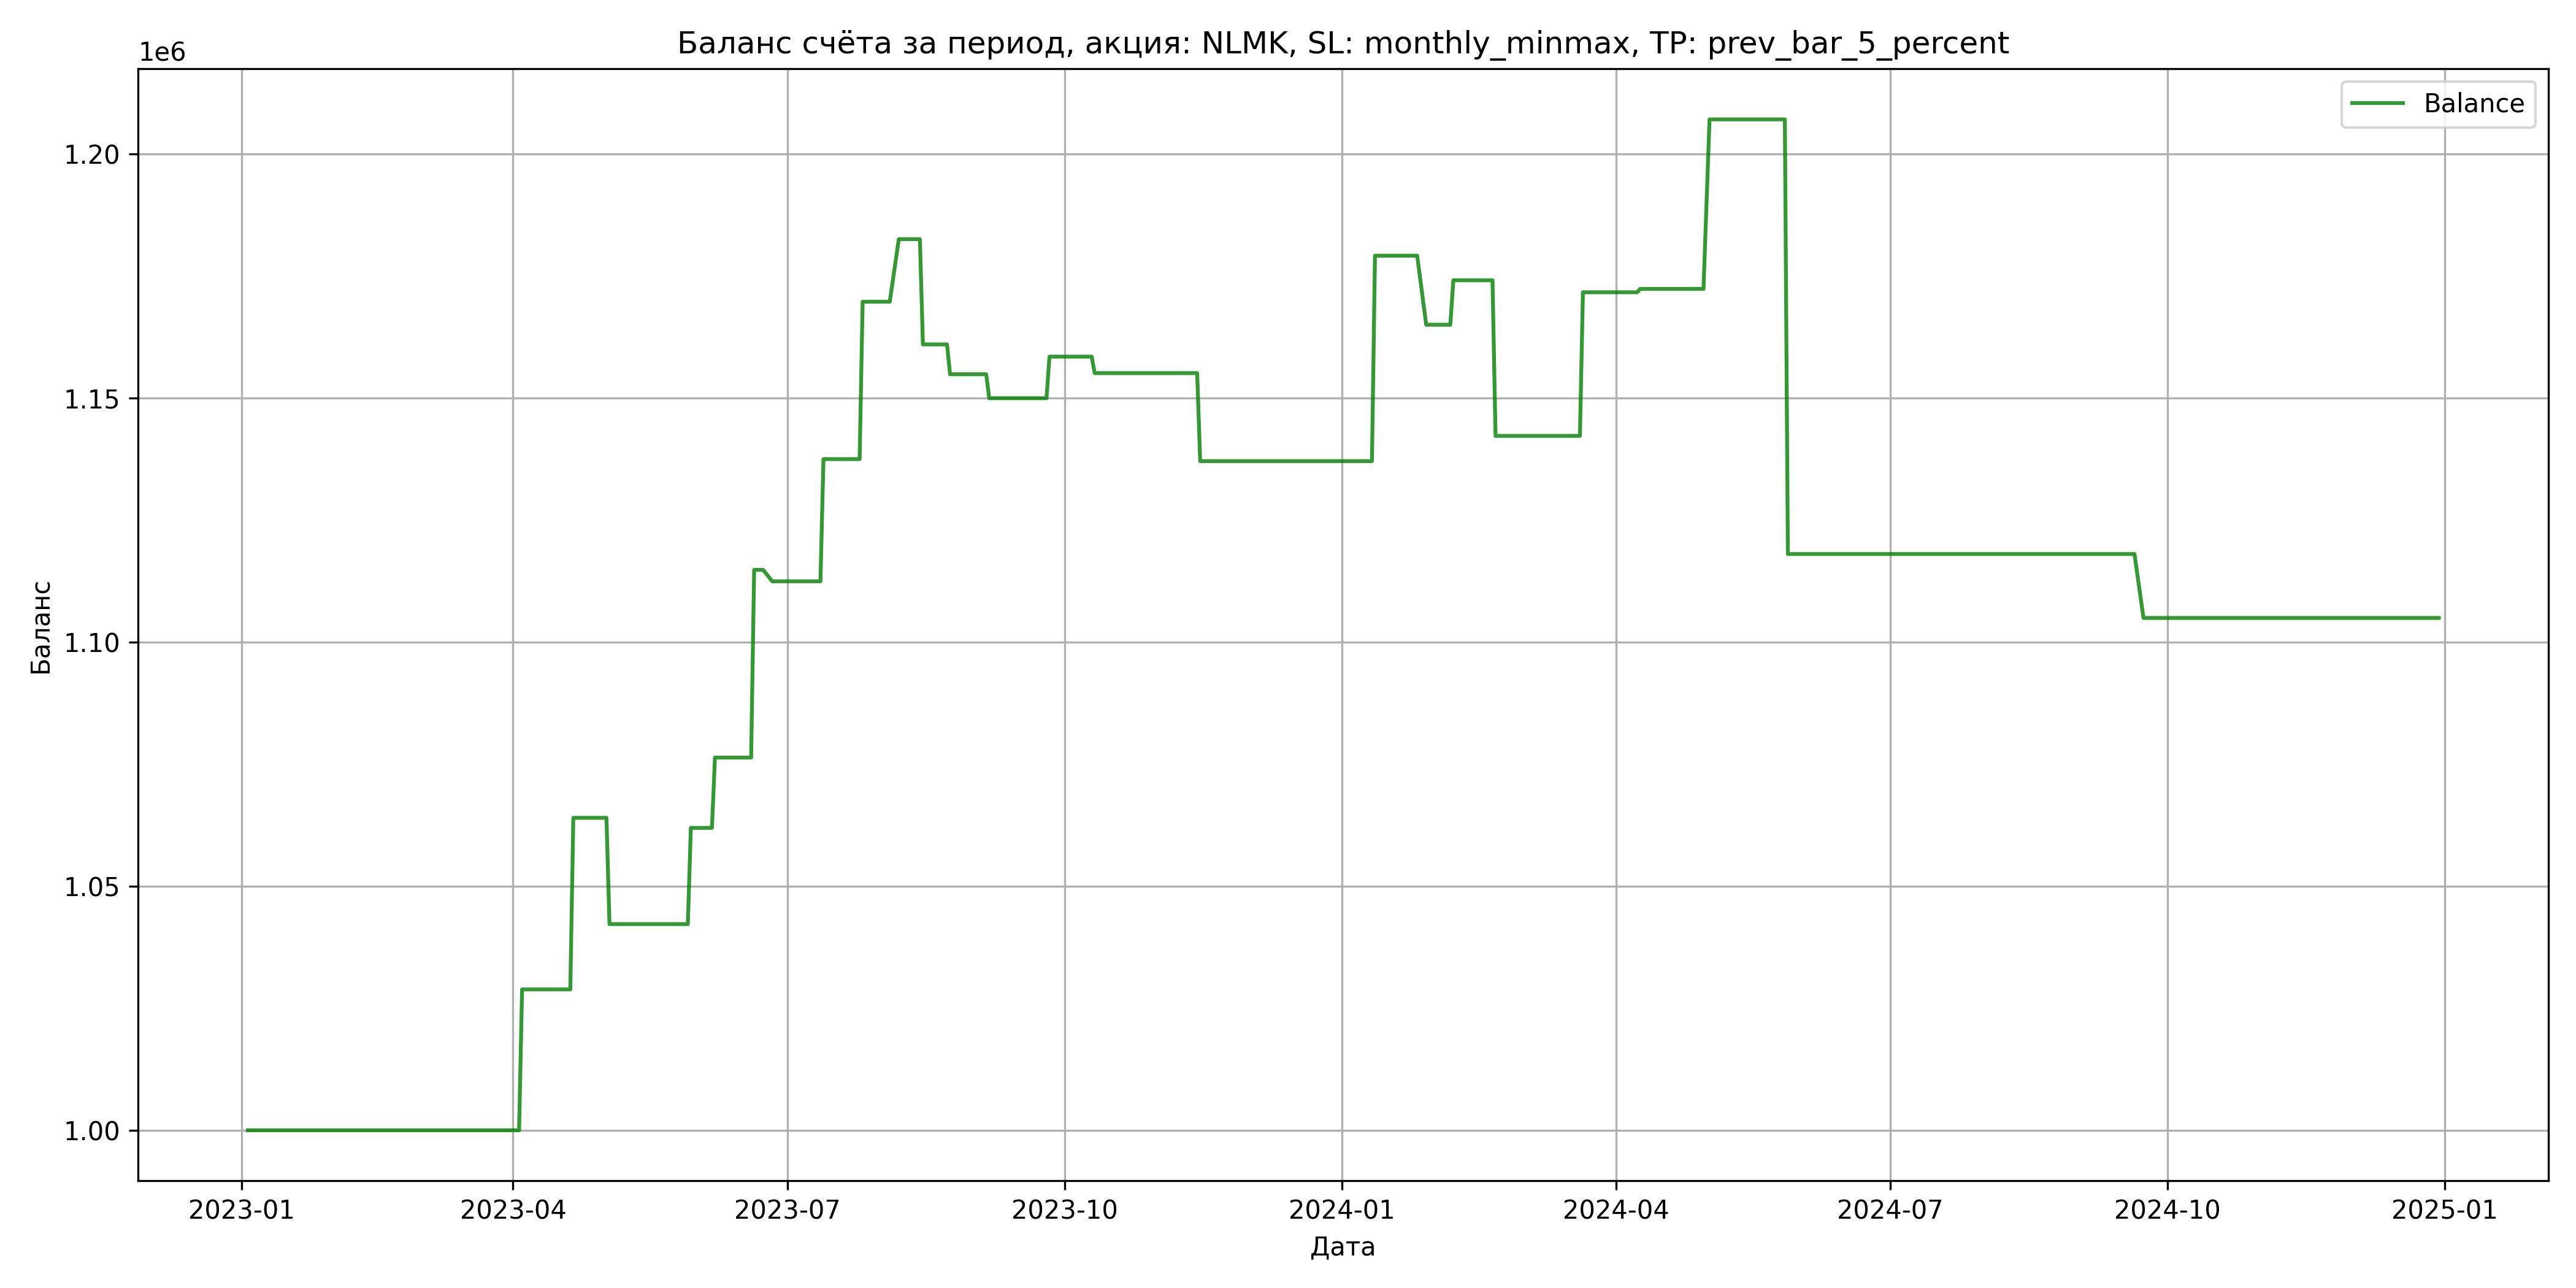 Баланс счёта за период, акция: NLMK, SL: monthly_minmax, TP: prev_bar_5_percent
1e6
Balance
1.20
1.15
1.10
1.05
1.00
Баланс
2023-01 2023-04 2023-07 2023-10 2024-01 2024-04 2024-07 2024-10 2025-01
Дата